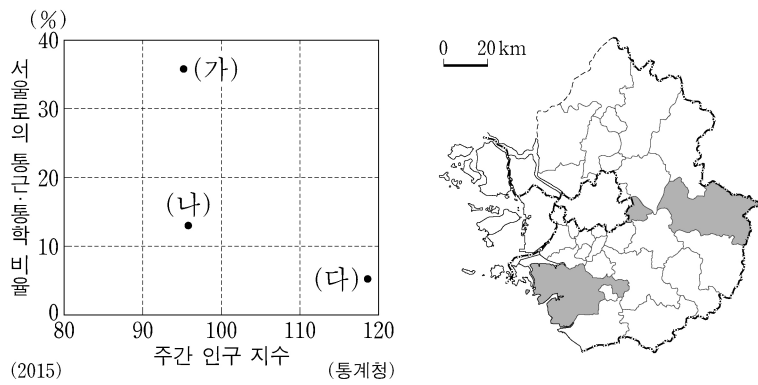 (%)
40
30
20
10
0
서울로의 통근·통학 비율
(가)
(나)
(다)
80 90 100 110 120
주간 인구 지수
(2015) (통계청)
0 20 km